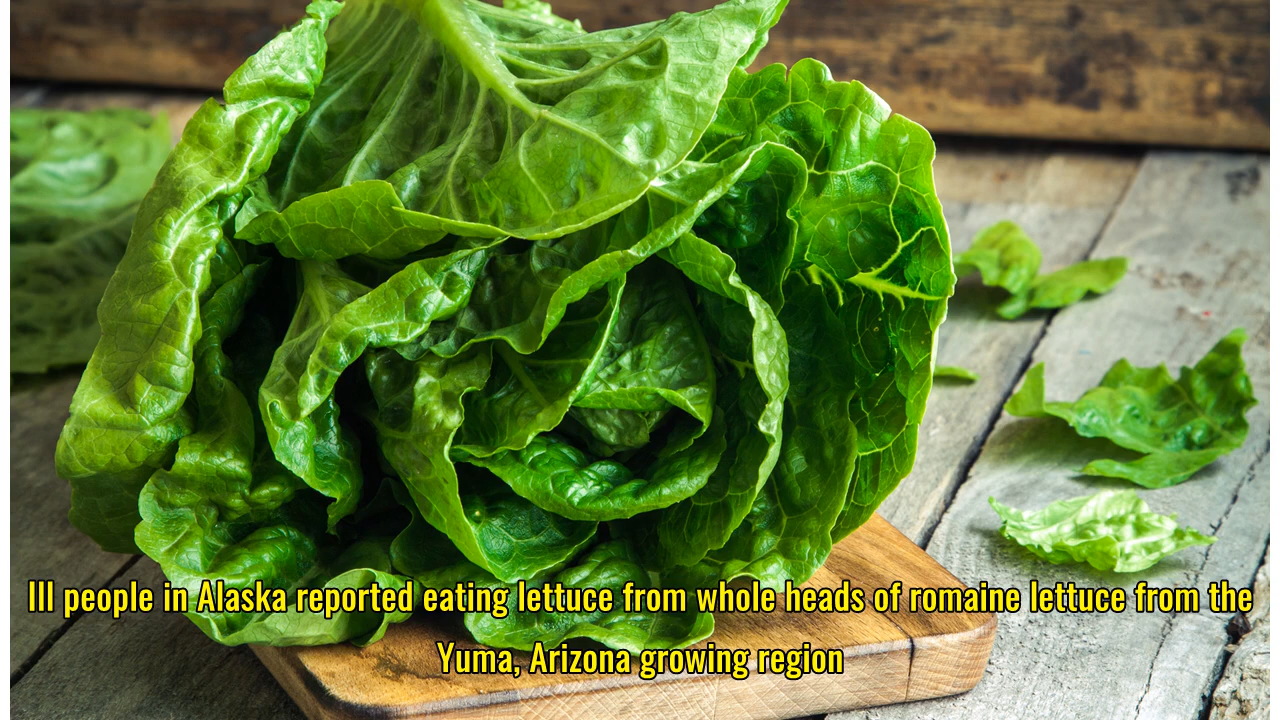 Ill people in Alaska reported eating lettuce from whole heads of romaine lettuce from the
Yuma, Arizona growing region